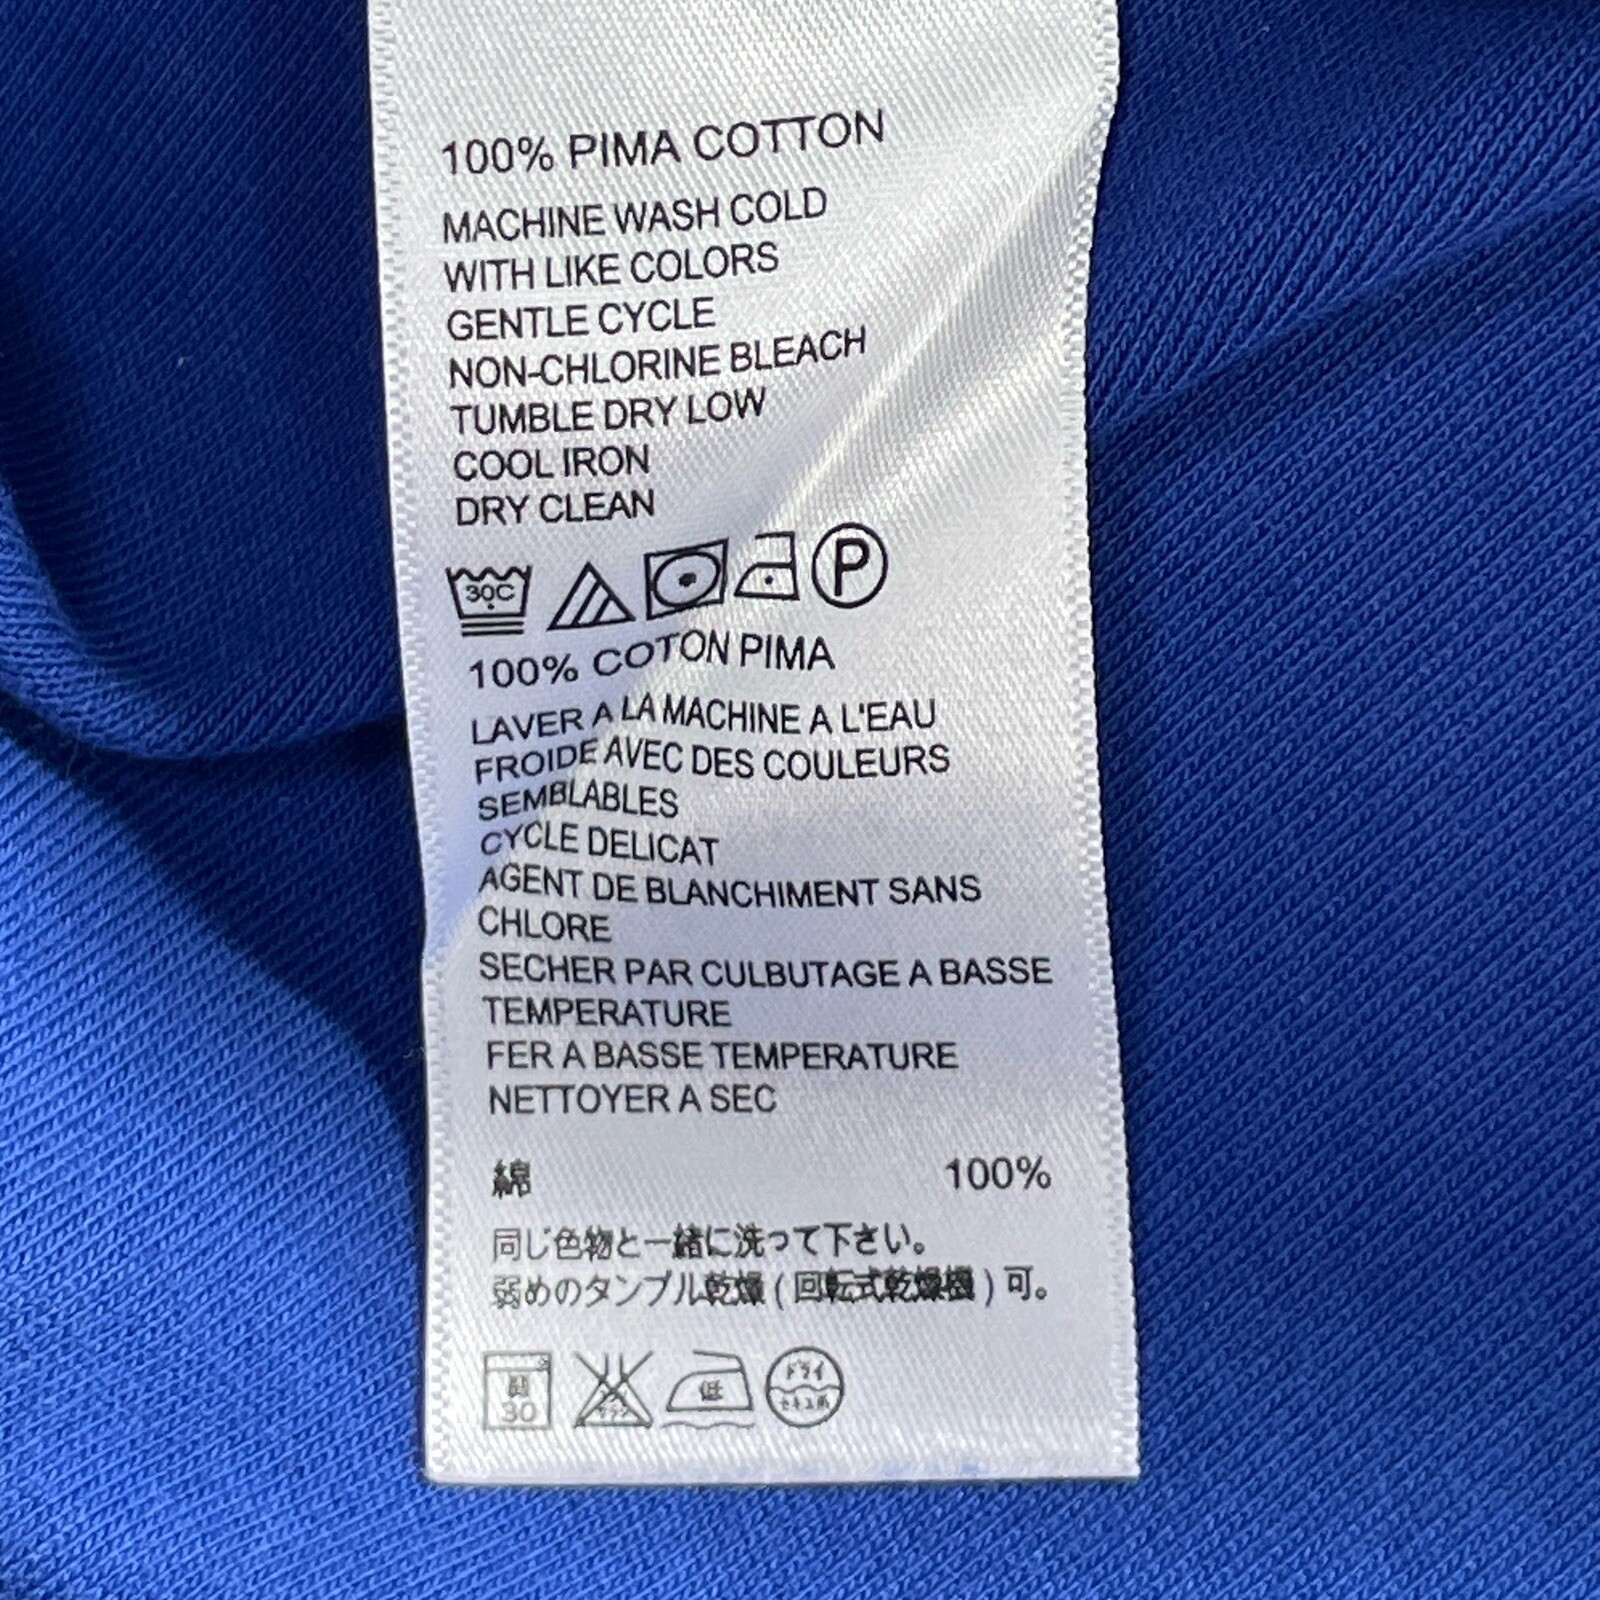 100% PIMA COTTON
MACHINE WASH COLD
WITH LIKE COLORS
GENTLE CYCLE
NON-CHLORINE BLEACH
TUMBLE DRY LOW
COOL IRON
DRY CLEAN
30C P
100% COTON PIMA
LAVER A LA MACHINE A L'EAU
FROIDE AVEC DES COULEURS
SEMBLABLES
CYCLE DELICAT
AGENT DE BLANCHIMENT SANS
CHLORE
SECHER PAR CULBUTAGE A BASSE
TEMPERATURE
FER A BASSE TEMPERATURE
NETTOYER A SEC
綿 100%
同じ色物と一緒に洗って下さい。
弱めのタンブル乾燥(回転式乾燥機)可。
30 低 ドライ
セキユ系